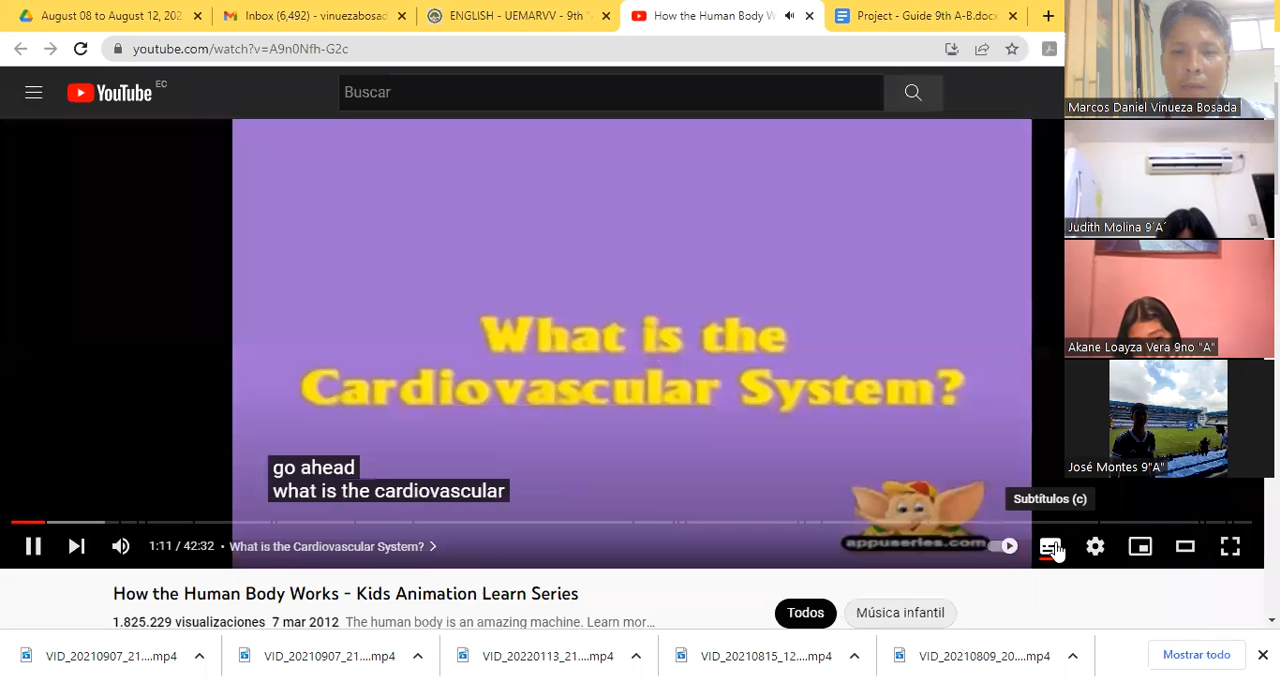 August 08 to August 12, 202
Inbox (6,492) - vinuezabosad
ENGLISH - UEMARVV - 9th "
How the Human Body W
Project - Guide 9th A-B.docx
youtube.com/watch?v=A9n0Nfh-G2c
YouTube EC
Buscar
What is the
Cardiovascular System?
go ahead
what is the cardiovascular
appuseries.com
Subtítulos (c)
1:11 / 42:32 • What is the Cardiovascular System?
How the Human Body Works - Kids Animation Learn Series
1.825.229 visualizaciones 7 mar 2012 The human body is an amazing machine. Learn mor...
Todos
Música infantil
Marcos Daniel Vinueza Bosada
Judith Molina 9´A´
Akane Loayza Vera 9no "A"
José Montes 9"A"
VID_20210907_21....mp4
VID_20210907_21....mp4
VID_20220113_21....mp4
VID_20210815_12....mp4
VID_20210809_20....mp4
Mostrar todo